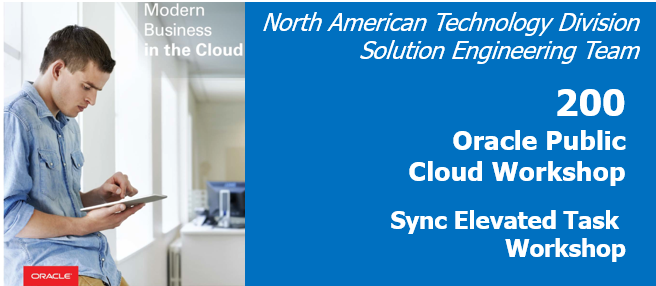 Modern
Business
in the Cloud
North American Technology Division
Solution Engineering Team
200
Oracle Public
Cloud Workshop
Sync Elevated Task
Workshop
ORACLE